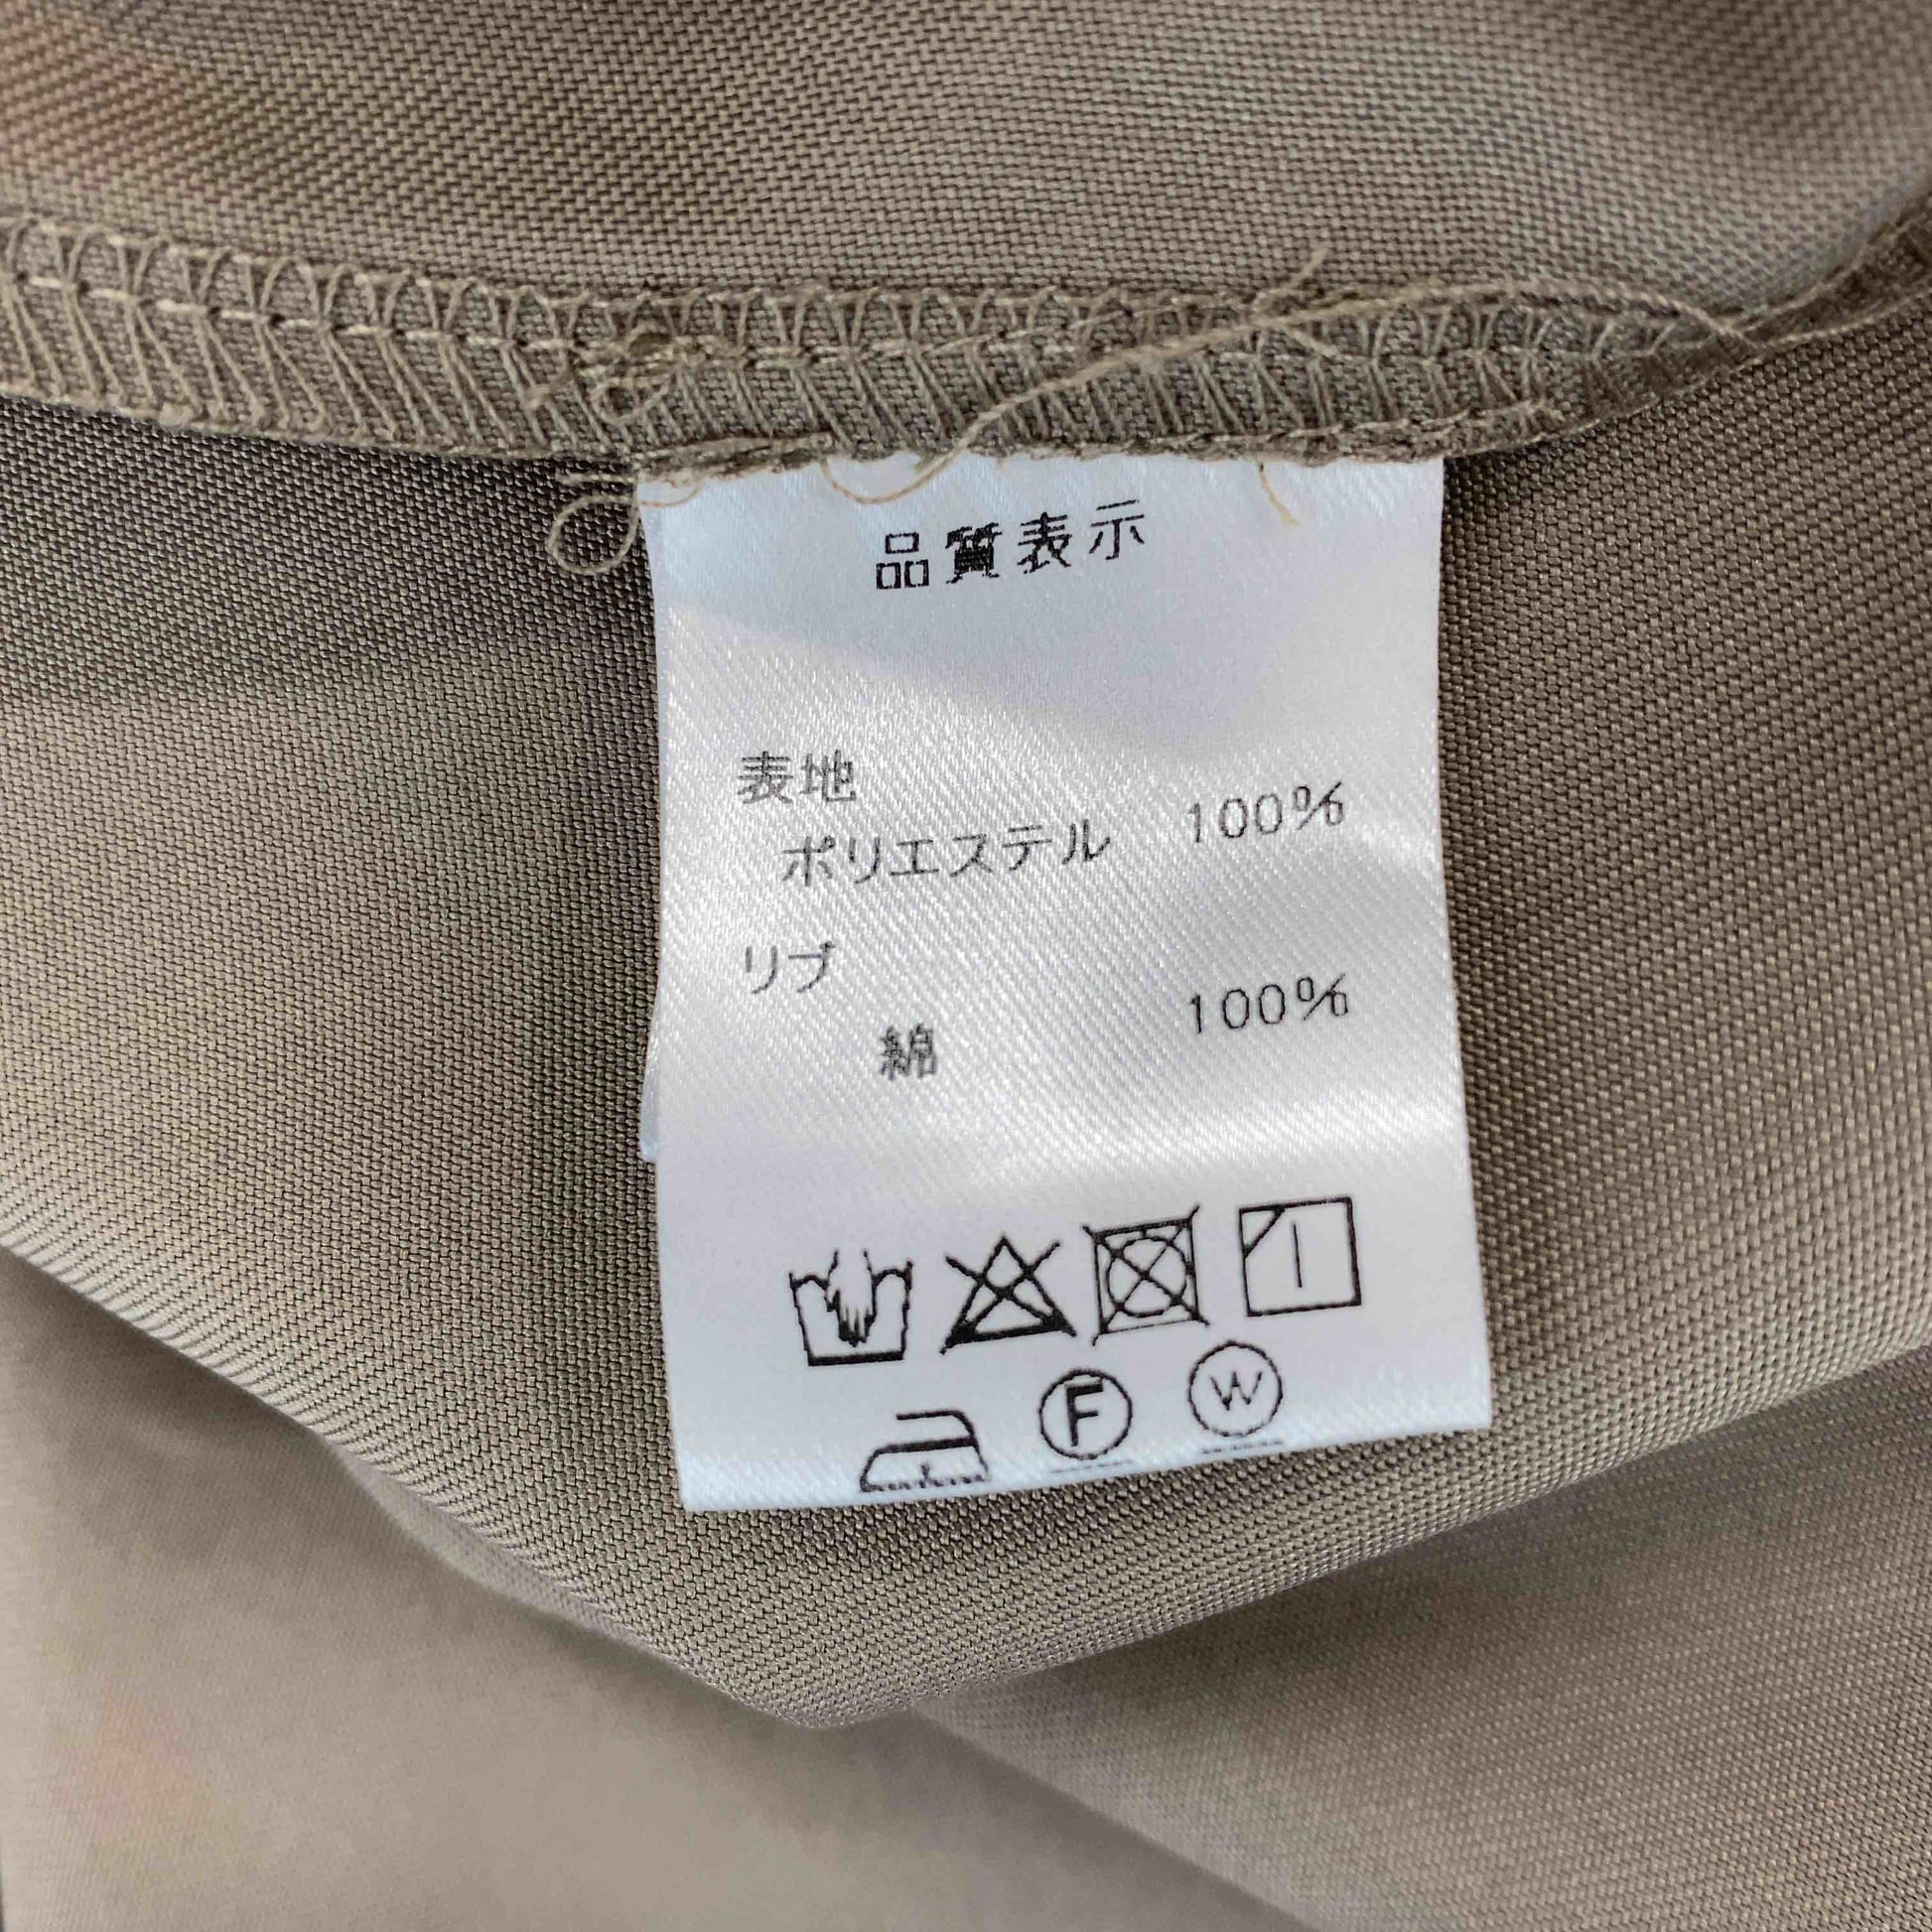 品質表示
表地
ポリエステル 100%
リブ
綿 100%
F W